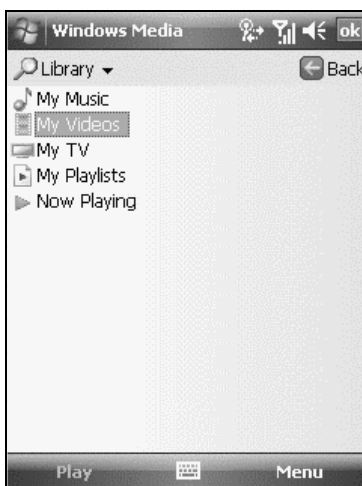 Windows Media ok
Library Back
My Music
My Videos
My TV
My Playlists
Now Playing
Play Menu